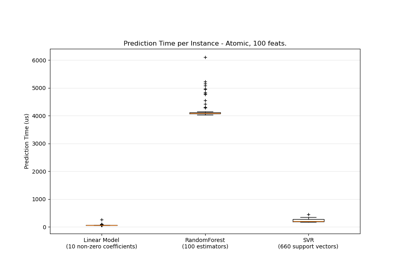 Prediction Time per Instance - Atomic, 100 feats.
6000
5000
4000
3000
2000
1000
0
Prediction Time (us)
Linear Model
(10 non-zero coefficients)
RandomForest
(100 estimators)
SVR
(660 support vectors)